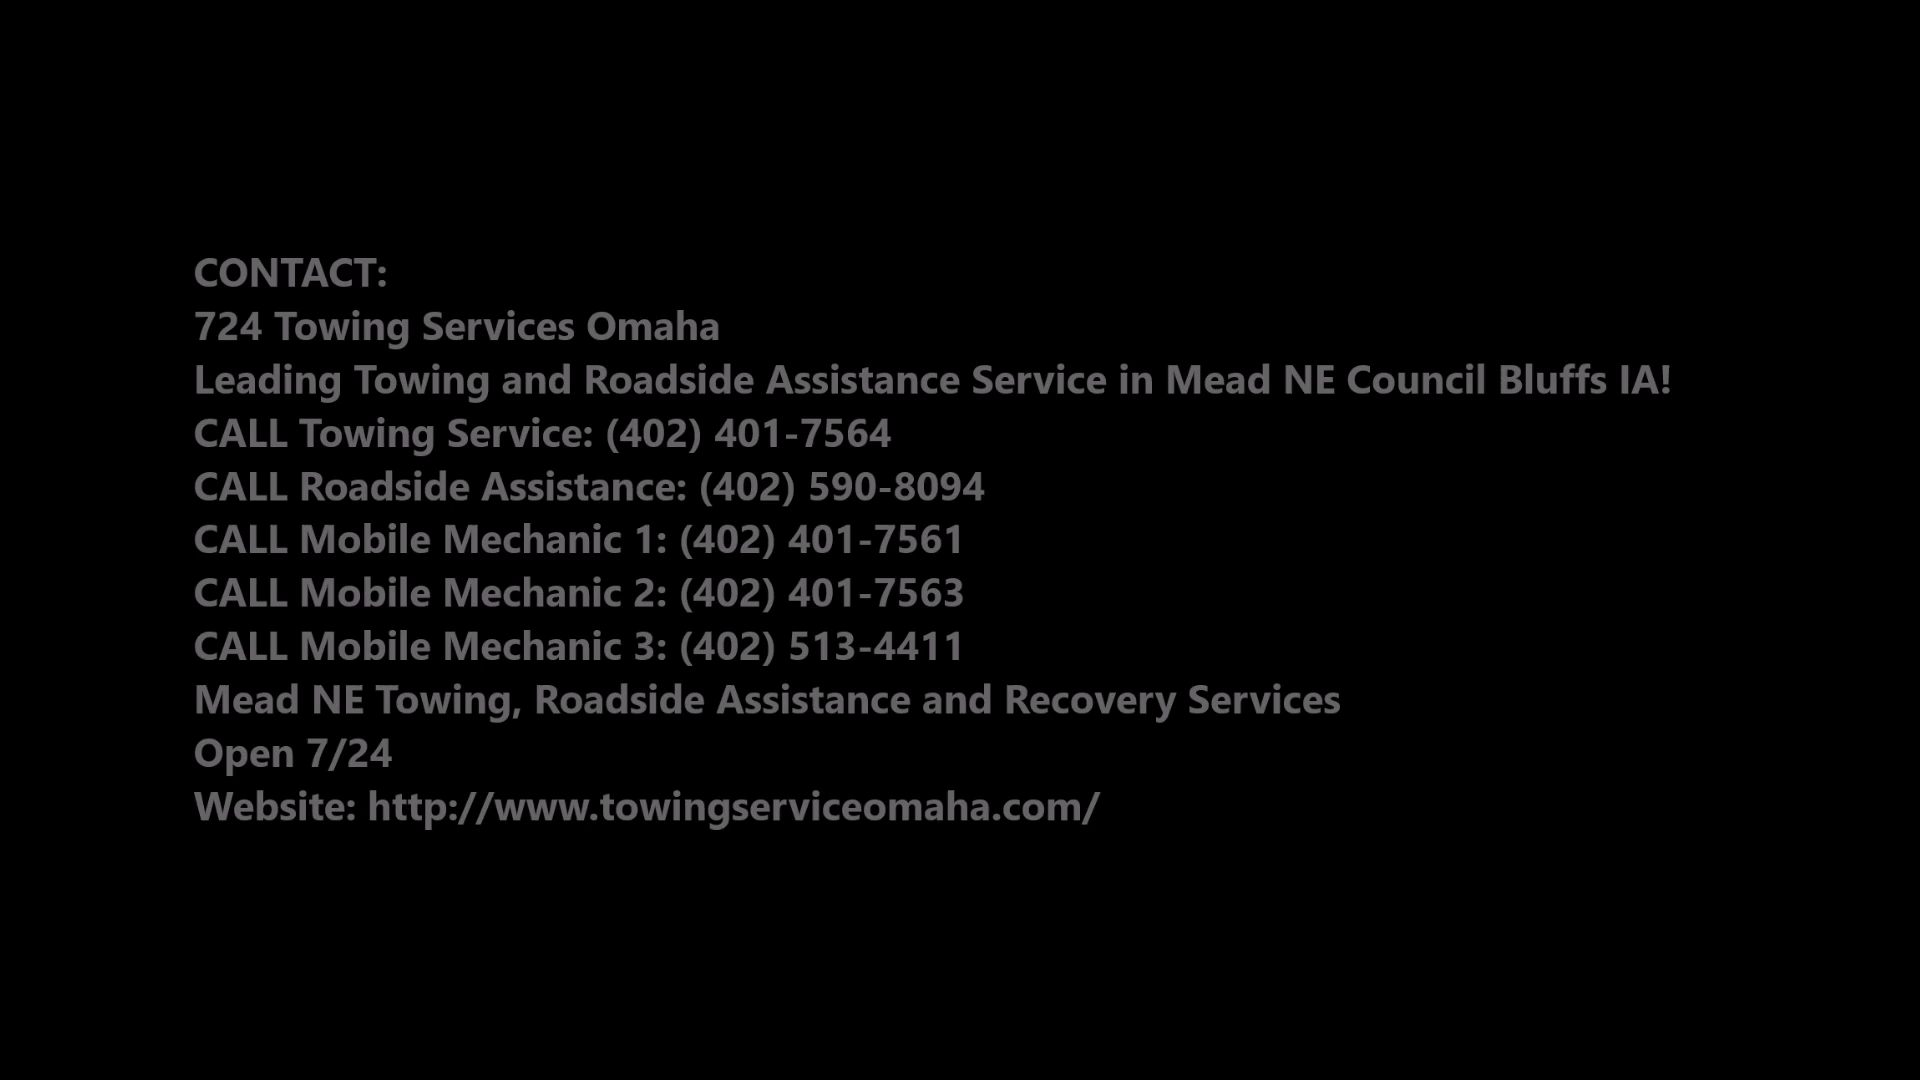 CONTACT:
724 Towing Services Omaha
Leading Towing and Roadside Assistance Service in Mead NE Council Bluffs IA!
CALL Towing Service: (402) 401-7564
CALL Roadside Assistance: (402) 590-8094
CALL Mobile Mechanic 1: (402) 401-7561
CALL Mobile Mechanic 2: (402) 401-7563
CALL Mobile Mechanic 3: (402) 513-4411
Mead NE Towing, Roadside Assistance and Recovery Services
Open 7/24
Website: http://www.towingserviceomaha.com/